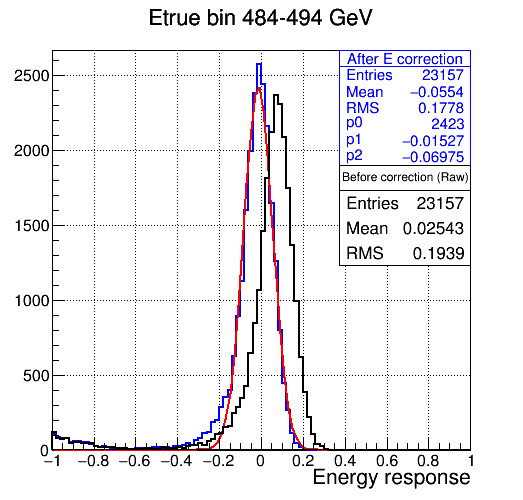 Etrue bin 484-494 GeV
After E correction
Entries 23157
Mean −0.0554
RMS 0.1778
p0 2423
p1 −0.01527
p2 −0.06975
Before correction (Raw)
Entries 23157
Mean 0.02543
RMS 0.1939
2500
2000
1500
1000
500
0
−1 −0.8 −0.6 −0.4 −0.2 0 0.2 0.4 0.6 0.8 1
Energy response